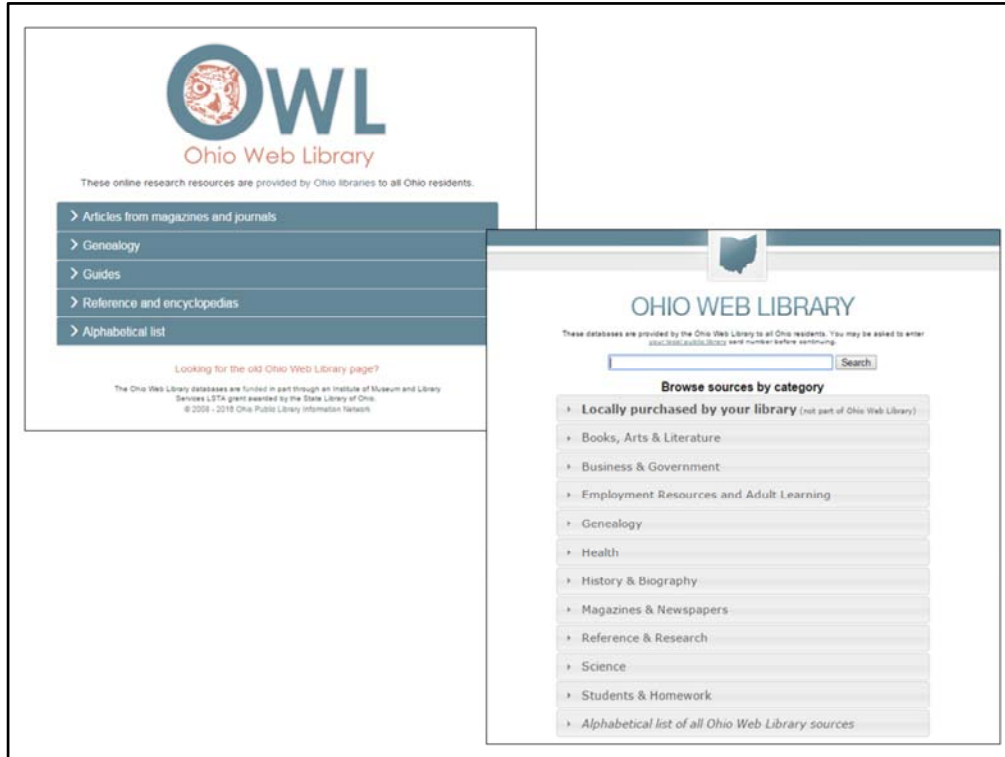 OWL
Ohio Web Library
These online research resources are provided by Ohio libraries to all Ohio residents.
Articles from magazines and journals
Genealogy
Guides
Reference and encyclopedias
Alphabetical list
Looking for the old Ohio Web Library page?
The Ohio Web Library databases are funded in part through an Institute of Museum and Library
Services LSTA grant awarded by the State Library of Ohio.
© 2008 - 2016 Ohio Public Library Information Network
OHIO WEB LIBRARY
These databases are provided by the Ohio Web Library to all Ohio residents. You may be asked to enter
your local public library card number before continuing.
Search
Browse sources by category
Locally purchased by your library (not part of Ohio Web Library)
Books, Arts & Literature
Business & Government
Employment Resources and Adult Learning
Genealogy
Health
History & Biography
Magazines & Newspapers
Reference & Research
Science
Students & Homework
Alphabetical list of all Ohio Web Library sources